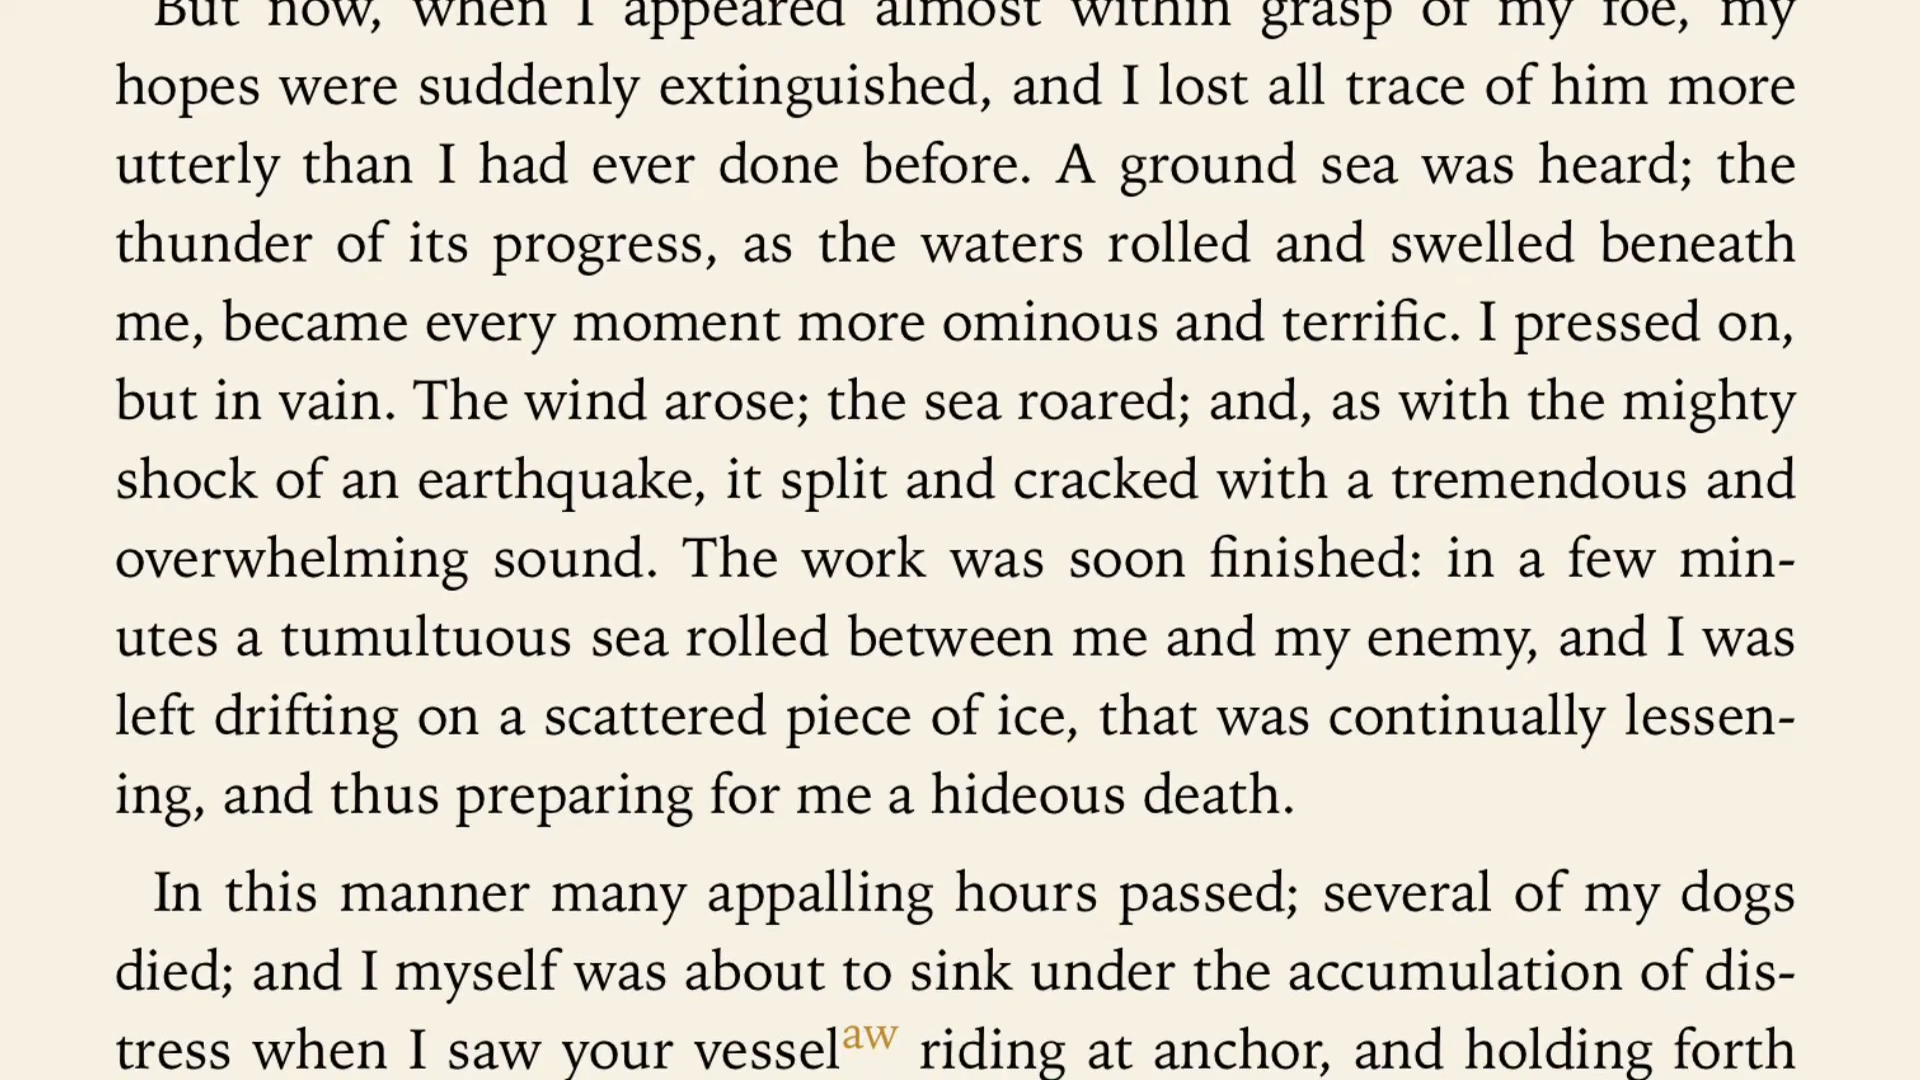 But now, when I appeared almost within grasp of my foe, my
hopes were suddenly extinguished, and I lost all trace of him more
utterly than I had ever done before. A ground sea was heard; the
thunder of its progress, as the waters rolled and swelled beneath
me, became every moment more ominous and terrific. I pressed on,
but in vain. The wind arose; the sea roared; and, as with the mighty
shock of an earthquake, it split and cracked with a tremendous and
overwhelming sound. The work was soon finished: in a few min-
utes a tumultuous sea rolled between me and my enemy, and I was
left drifting on a scattered piece of ice, that was continually lessen-
ing, and thus preparing for me a hideous death.
In this manner many appalling hours passed; several of my dogs
died; and I myself was about to sink under the accumulation of dis-
tress when I saw your vessel aw riding at anchor, and holding forth